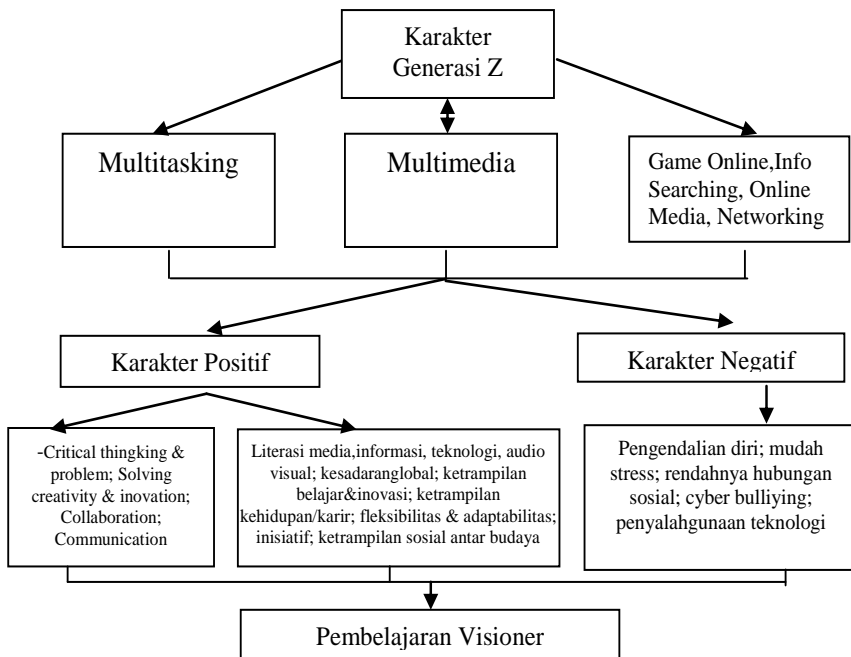 Karakter
Generasi Z
Multitasking
Multimedia
Game Online,Info
Searching, Online
Media, Networking
Karakter Positif
Karakter Negatif
-Critical thingking &
problem; Solving
creativity & inovation;
Collaboration;
Communication
Literasi media,informasi, teknologi, audio
visual; kesadaranglobal; ketrampilan
belajar&inovasi; ketrampilan
kehidupan/karir; fleksibilitas & adaptabilitas;
inisiatif; ketrampilan sosial antar budaya
Pengendalian diri; mudah
stress; rendahnya hubungan
sosial; cyber bulliying;
penyalahgunaan teknologi
Pembelajaran Visioner